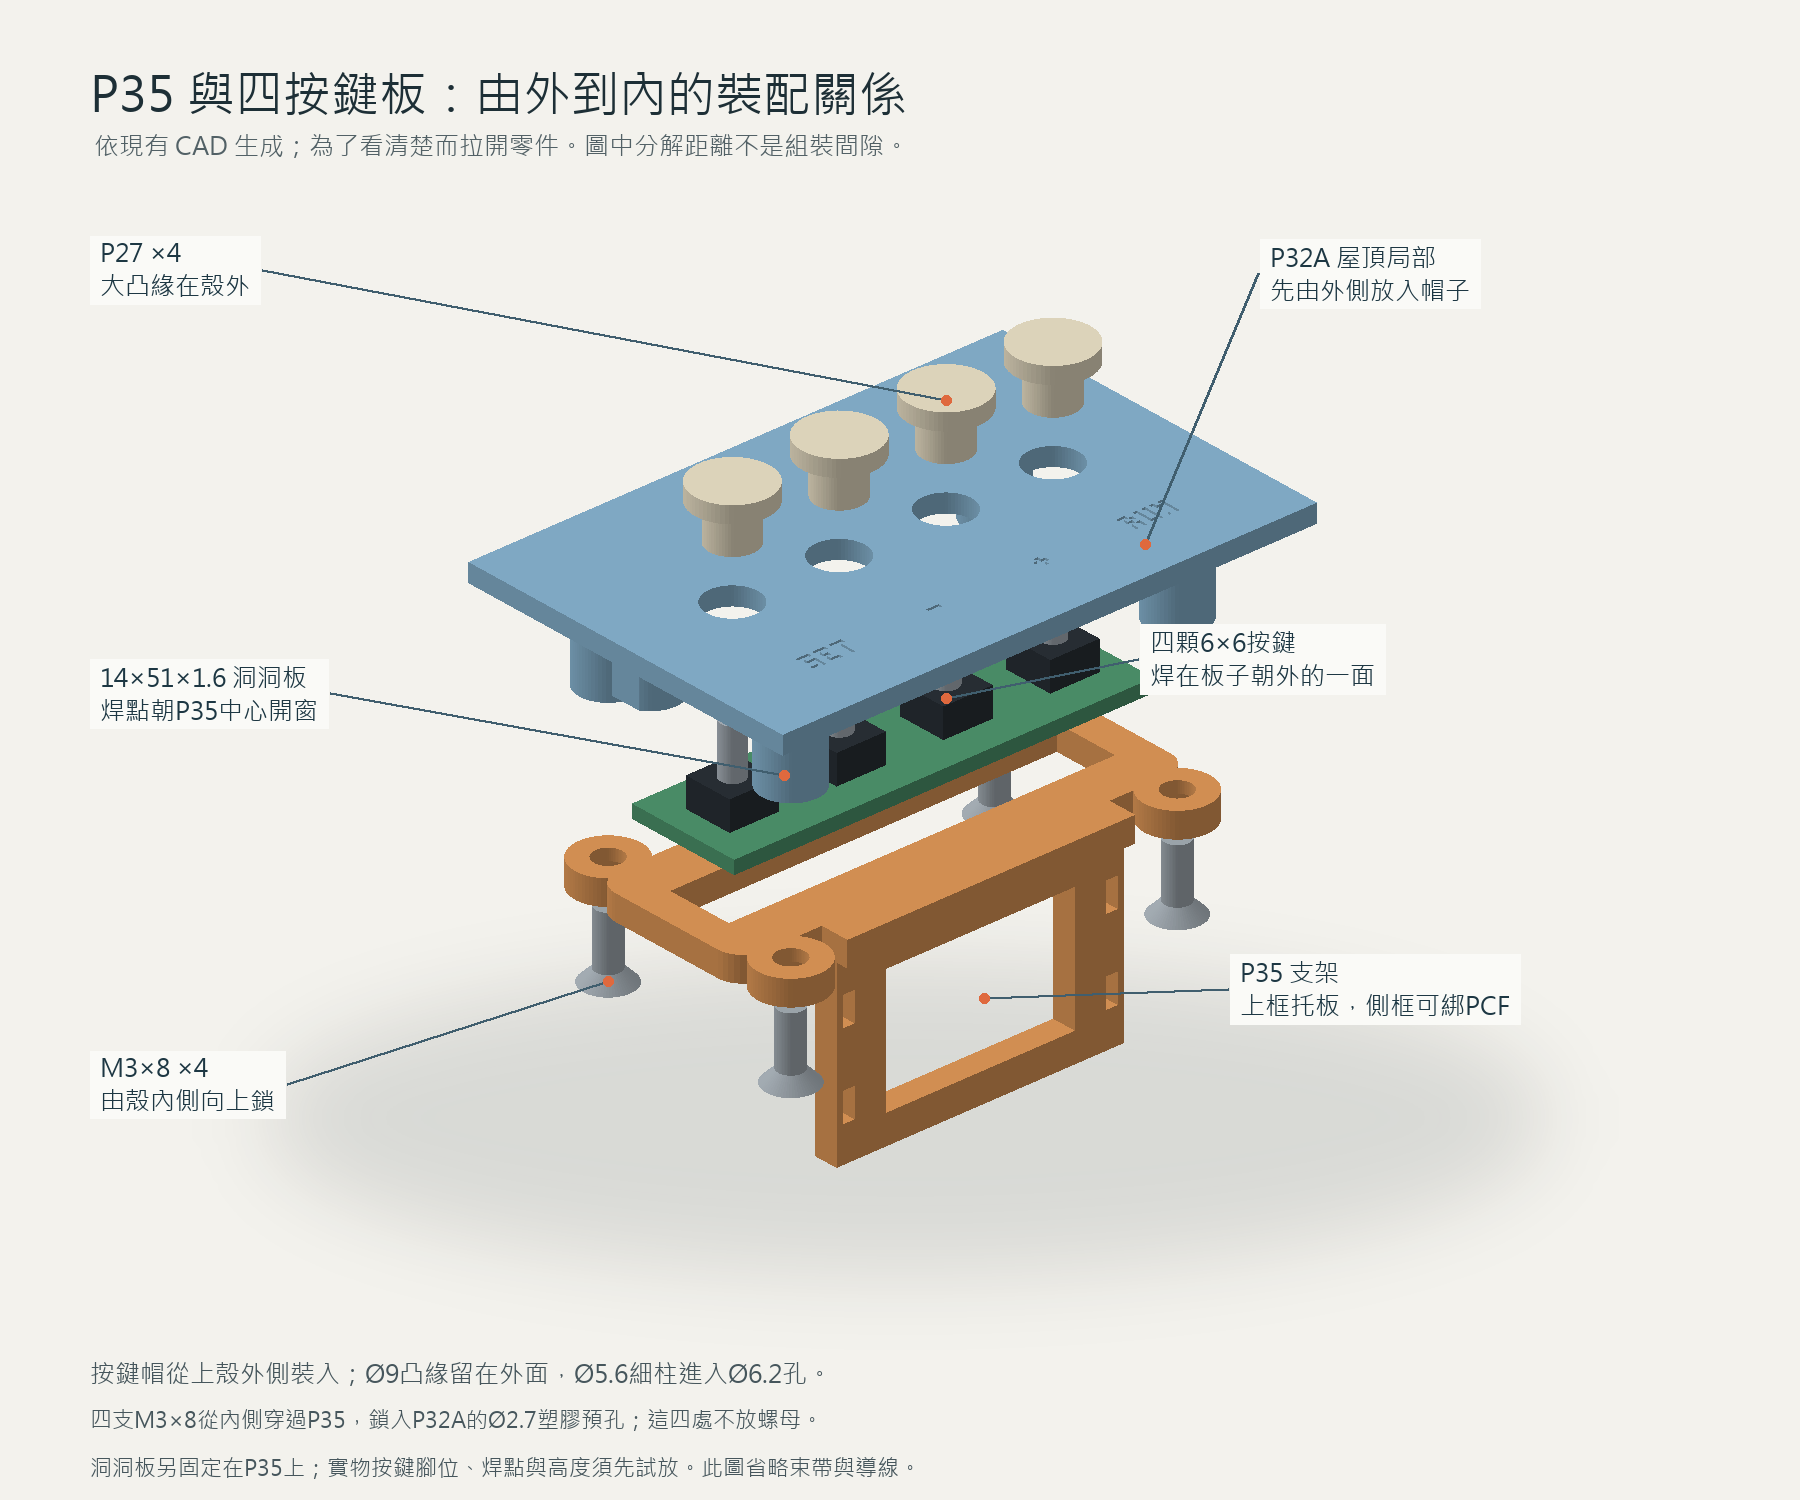 P35 與四按鍵板：由外到內的裝配關係
依現有 CAD 生成；為了看清楚而拉開零件。圖中分解距離不是組裝間隙。
P27 ×4
大凸緣在殼外
P32A 屋頂局部
先由外側放入帽子
14×51×1.6 洞洞板
焊點朝P35中心開窗
四顆6×6按鍵
焊在板子朝外的一面
SET
P35 支架
上框托板，側框可綁PCF
M3×8 ×4
由殼內側向上鎖
按鍵帽從上殼外側裝入；Ø9凸緣留在外面，Ø5.6細柱進入Ø6.2孔。
四支M3×8從內側穿過P35，鎖入P32A的Ø2.7塑膠預孔；這四處不放螺母。
洞洞板另固定在P35上；實物按鍵腳位、焊點與高度須先試放。此圖省略束帶與導線。